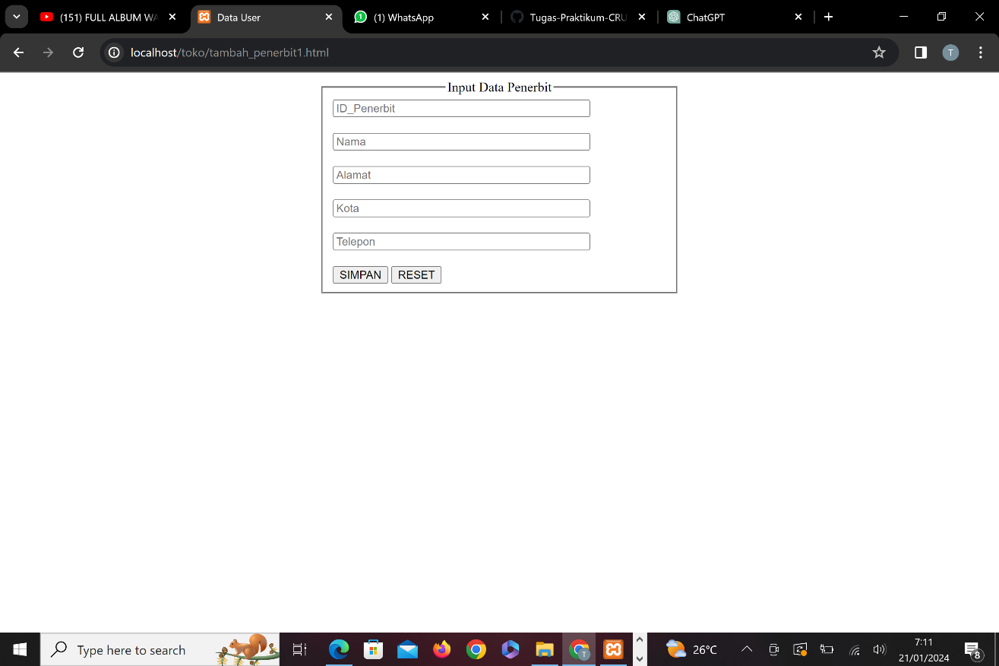 (151) FULL ALBUM WA
Data User
(1) WhatsApp
Tugas-Praktikum-CRU
ChatGPT
localhost/toko/tambah_penerbit1.html
T
Input Data Penerbit
ID_Penerbit
Nama
Alamat
Kota
Telepon
SIMPAN RESET
Type here to search
T
26°C
7:11
21/01/2024
8